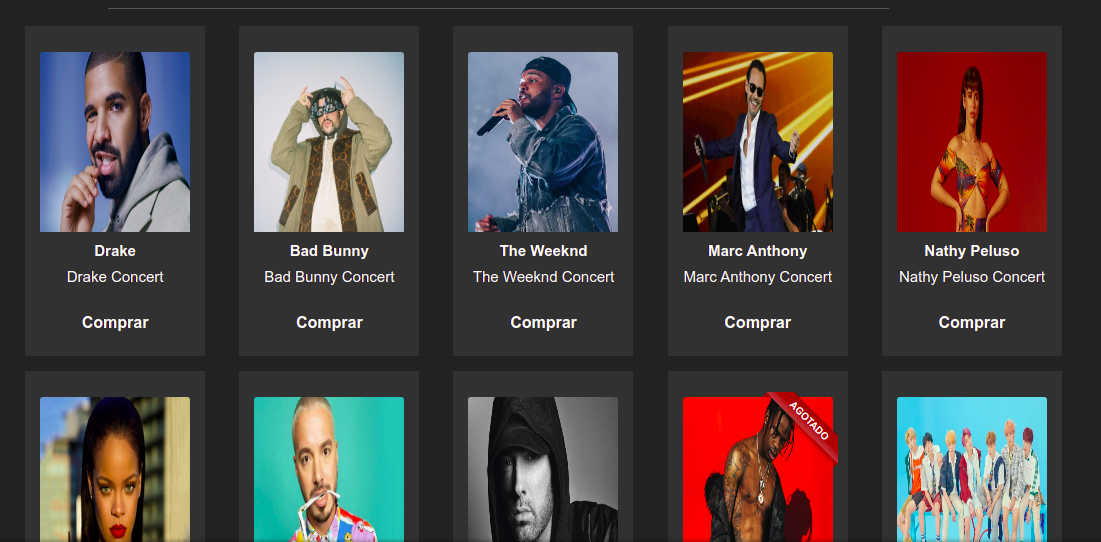 Drake
Drake Concert
Comprar
Bad Bunny
Bad Bunny Concert
Comprar
The Weeknd
The Weeknd Concert
Comprar
Marc Anthony
Marc Anthony Concert
Comprar
Nathy Peluso
Nathy Peluso Concert
Comprar
AGOTADO